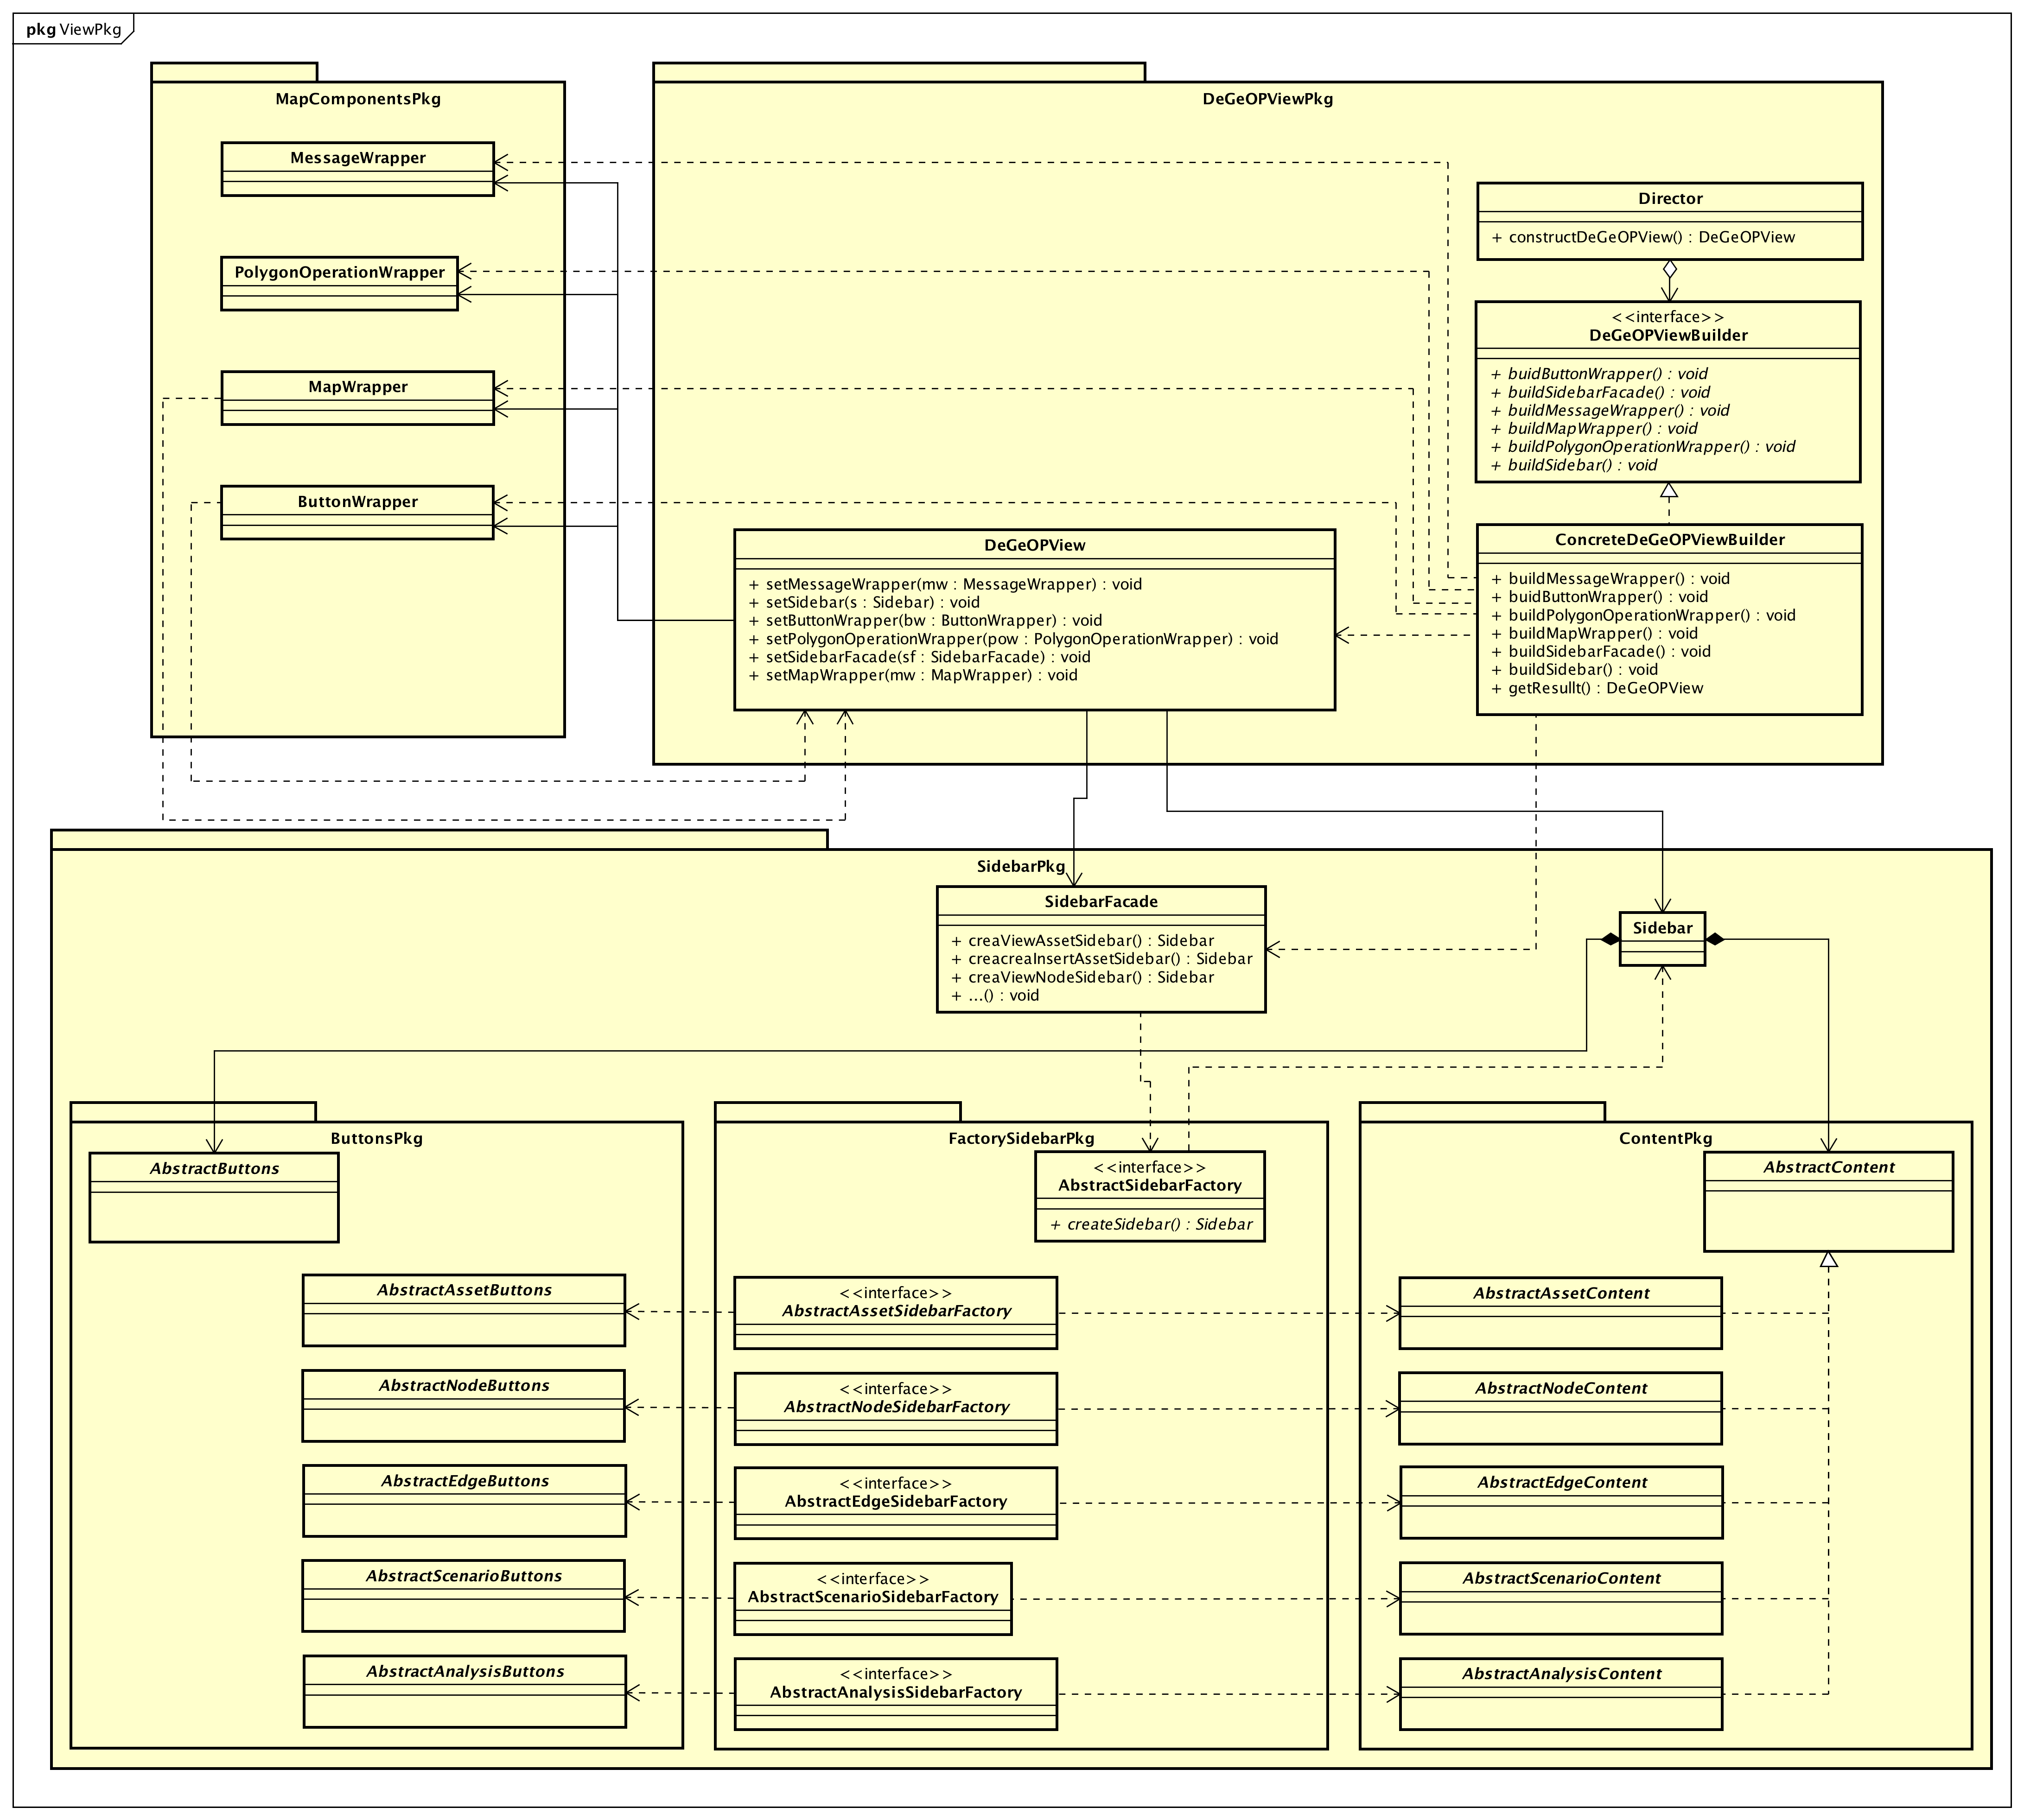 pkg ViewPkg
MapComponentsPkg
MessageWrapper
PolygonOperationWrapper
MapWrapper
ButtonWrapper
DeGeOPViewPkg
Director
+ constructDeGeOPView() : DeGeOPView
<<interface>>
DeGeOPViewBuilder
+ buidButtonWrapper() : void
+ buildSidebarFacade() : void
+ buildMessageWrapper() : void
+ buildMapWrapper() : void
+ buildPolygonOperationWrapper() : void
+ buildSidebar() : void
DeGeOPView
+ setMessageWrapper(mw : MessageWrapper) : void
+ setSidebar(s : Sidebar) : void
+ setButtonWrapper(bw : ButtonWrapper) : void
+ setPolygonOperationWrapper(pow : PolygonOperationWrapper) : void
+ setSidebarFacade(sf : SidebarFacade) : void
+ setMapWrapper(mw : MapWrapper) : void
ConcreteDeGeOPViewBuilder
+ buildMessageWrapper() : void
+ buidButtonWrapper() : void
+ buildPolygonOperationWrapper() : void
+ buildMapWrapper() : void
+ buildSidebarFacade() : void
+ buildSidebar() : void
+ getResullt() : DeGeOPView
SidebarPkg
SidebarFacade
+ creaViewAssetSidebar() : Sidebar
+ creacreaInsertAssetSidebar() : Sidebar
+ creaViewNodeSidebar() : Sidebar
+ ...() : void
Sidebar
ButtonsPkg
AbstractButtons
AbstractAssetButtons
AbstractNodeButtons
AbstractEdgeButtons
AbstractScenarioButtons
AbstractAnalysisButtons
FactorySidebarPkg
<<interface>>
AbstractSidebarFactory
+ createSidebar() : Sidebar
<<interface>>
AbstractAssetSidebarFactory
<<interface>>
AbstractNodeSidebarFactory
<<interface>>
AbstractEdgeSidebarFactory
<<interface>>
AbstractScenarioSidebarFactory
<<interface>>
AbstractAnalysisSidebarFactory
ContentPkg
AbstractContent
AbstractAssetContent
AbstractNodeContent
AbstractEdgeContent
AbstractScenarioContent
AbstractAnalysisContent